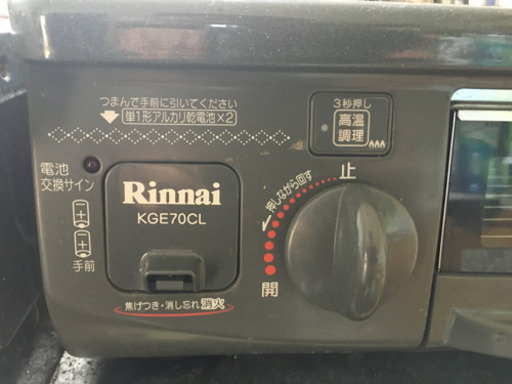 つまんで手前に引いてください
単1形アルカリ乾電池×2
3秒押し
高温
調理
電池
交換サイン
手前
Rinnai
KGE70CL
焦げつき・消し忘れ 消火
止
押しながら回す
開